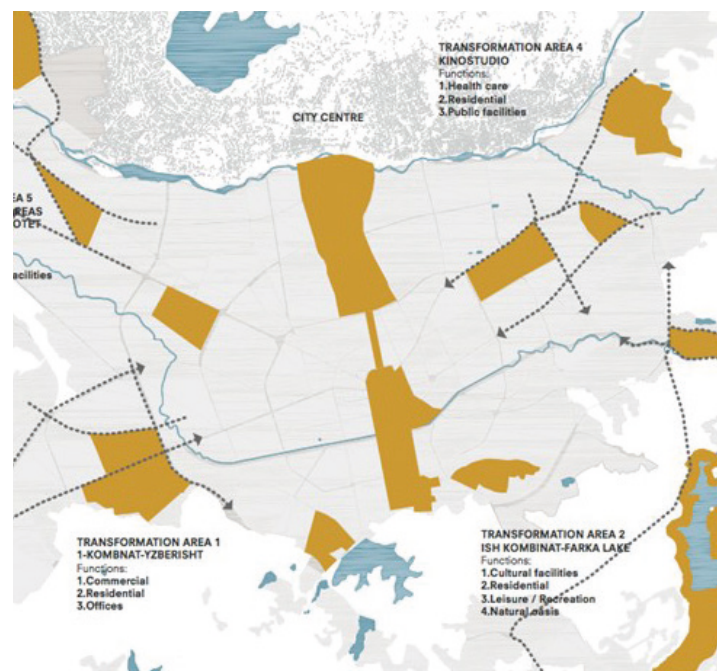 TRANSFORMATION AREA 4
KINOSTUDIO
Functions:
1.Health care
2.Residential
3.Public facilities
CITY CENTRE
EA 5
REAS
OTET
acilities
TRANSFORMATION AREA 1
1-KOMBNAT-YZBERISHT
Functions:
1.Commercial
2.Residential
3.Offices
TRANSFORMATION AREA 2
ISH KOMBINAT-FARKA LAKE
Functions:
1.Cultural facilities
2.Residential
3.Leisure / Recreation
4.Natural oasis